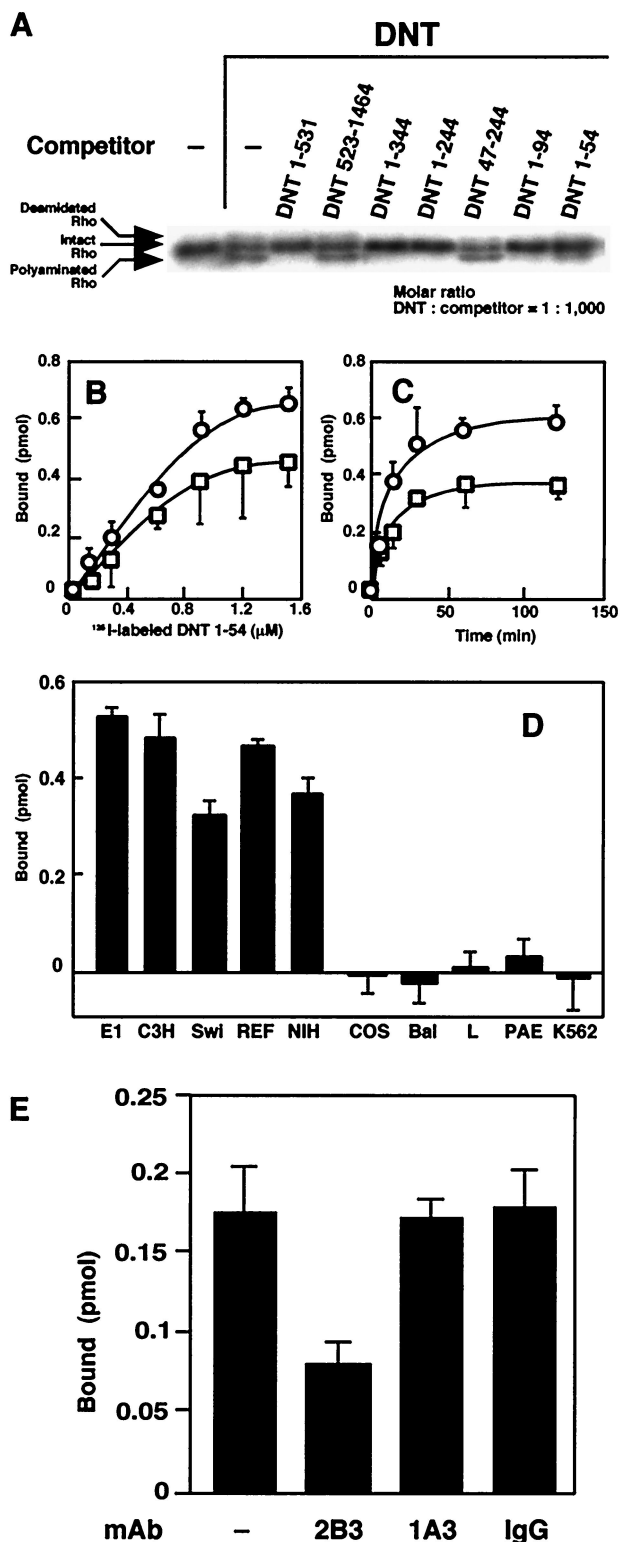 A
DNT
Competitor – –
DNT 1-531
DNT 523-1464
DNT 1-344
DNT 1-244
DNT 47-244
DNT 1-94
DNT 1-54
Deamidated
Rho
Intact
Rho
Polyaminated
Rho
Molar ratio
DNT : competitor = 1 : 1,000
B
Bound (pmol)
0.8
0.6
0.4
0.2
0
0 0.4 0.8 1.2 1.6
¹²⁵I-labeled DNT 1-54 (μM)
C
Bound (pmol)
0.8
0.6
0.4
0.2
0
0 50 100 150
Time (min)
D
Bound (pmol)
0.6
0.4
0.2
0
E1 C3H Swi REF NIH COS Bal L PAE K562
E
Bound (pmol)
0.25
0.2
0.15
0.1
0.05
0
mAb – 2B3 1A3 IgG